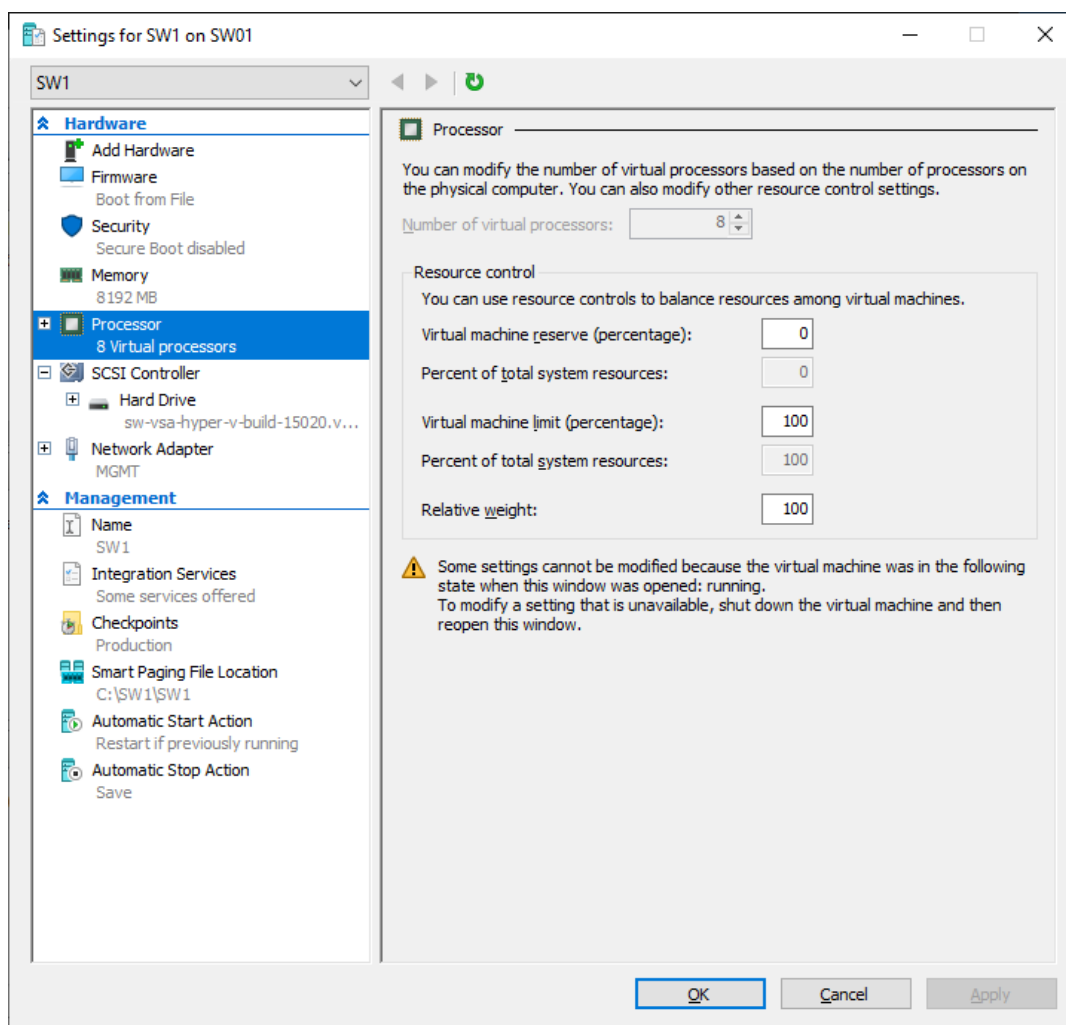 Settings for SW1 on SW01
SW1
Hardware
Add Hardware
Firmware
Boot from File
Security
Secure Boot disabled
Memory
8192 MB
Processor
8 Virtual processors
SCSI Controller
Hard Drive
sw-vsa-hyper-v-build-15020.v...
Network Adapter
MGMT
Management
Name
SW1
Integration Services
Some services offered
Checkpoints
Production
Smart Paging File Location
C:\SW1\SW1
Automatic Start Action
Restart if previously running
Automatic Stop Action
Save
Processor
You can modify the number of virtual processors based on the number of processors on
the physical computer. You can also modify other resource control settings.
Number of virtual processors: 8
Resource control
You can use resource controls to balance resources among virtual machines.
Virtual machine reserve (percentage): 0
Percent of total system resources: 0
Virtual machine limit (percentage): 100
Percent of total system resources: 100
Relative weight: 100
Some settings cannot be modified because the virtual machine was in the following
state when this window was opened: running.
To modify a setting that is unavailable, shut down the virtual machine and then
reopen this window.
OK Cancel Apply